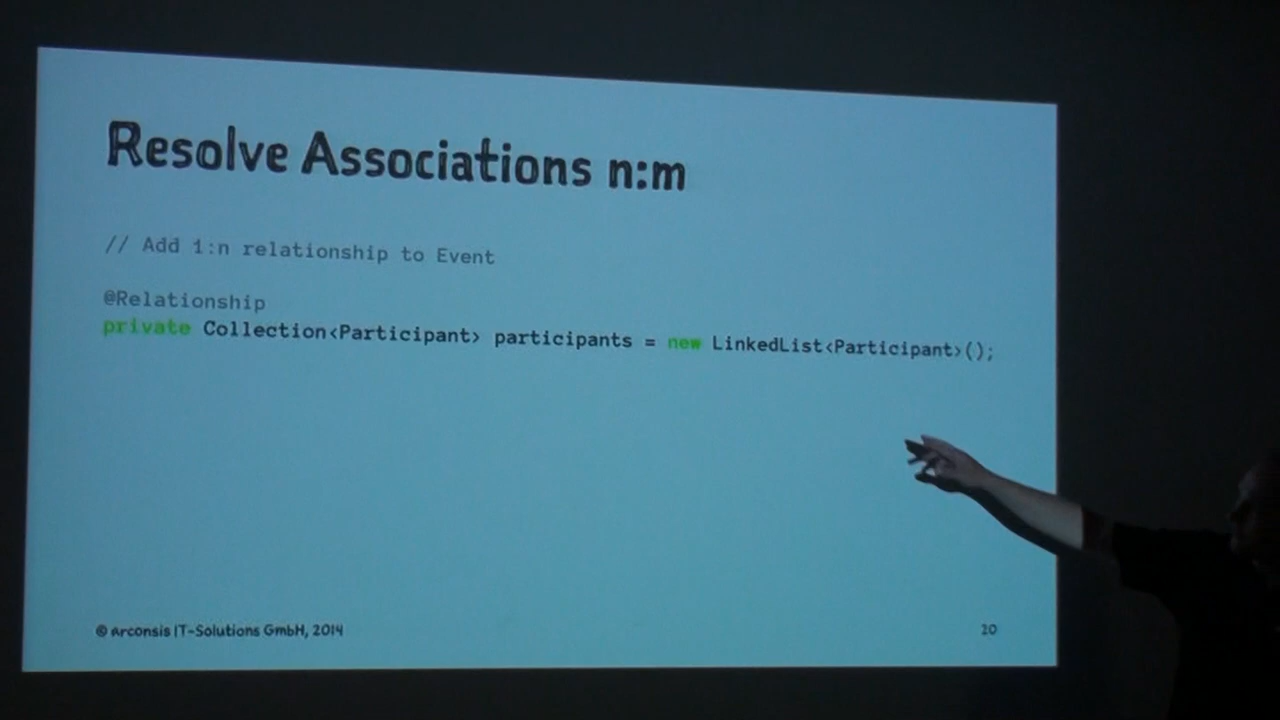 Resolve Associations n:m
// Add 1:n relationship to Event
@Relationship
private Collection<Participant> participants = new LinkedList<Participant>();
© arconsis IT-Solutions GmbH, 2014
20